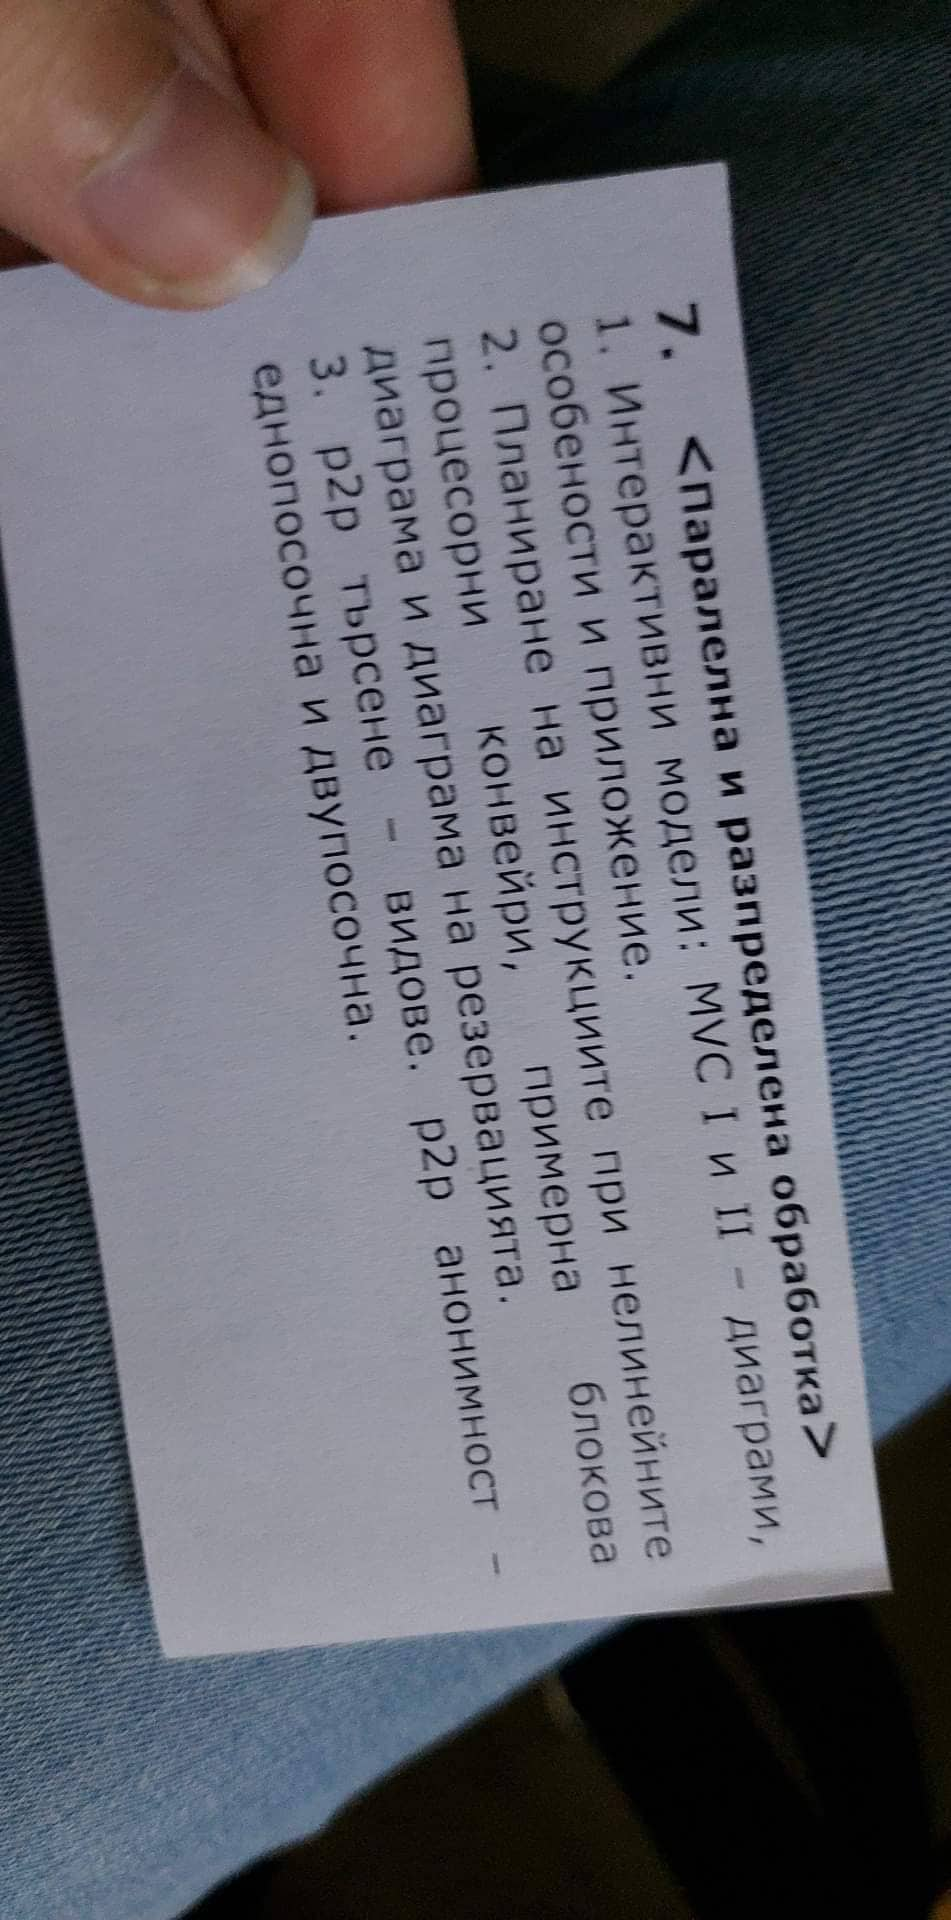 7. <паралелна и разпределена обработка>
1. Интерактивни модели: MVC I и II – диаграми,
особености и приложение.
2. Планиране на инструкциите при нелинейните
процесорни конвейри, примерна блокова
диаграма и диаграма на резервацията.
3. p2p търсене – видове. p2p анонимност –
еднопосочна и двупосочна.